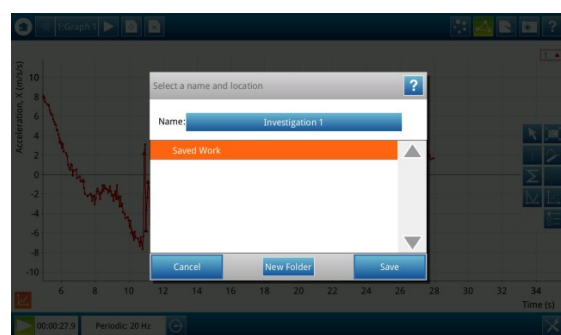 1:Graph 1
?
Acceleration, X (m/s/s)
10
8
6
4
2
0
-2
-4
-6
-8
-10
Select a name and location ?
Name: Investigation 1
Saved Work
Cancel New Folder Save
6 8 10 12 14 16 18 20 22 24 26 28 30 32 34
Time (s)
00:00:27.9 Periodic: 20 Hz